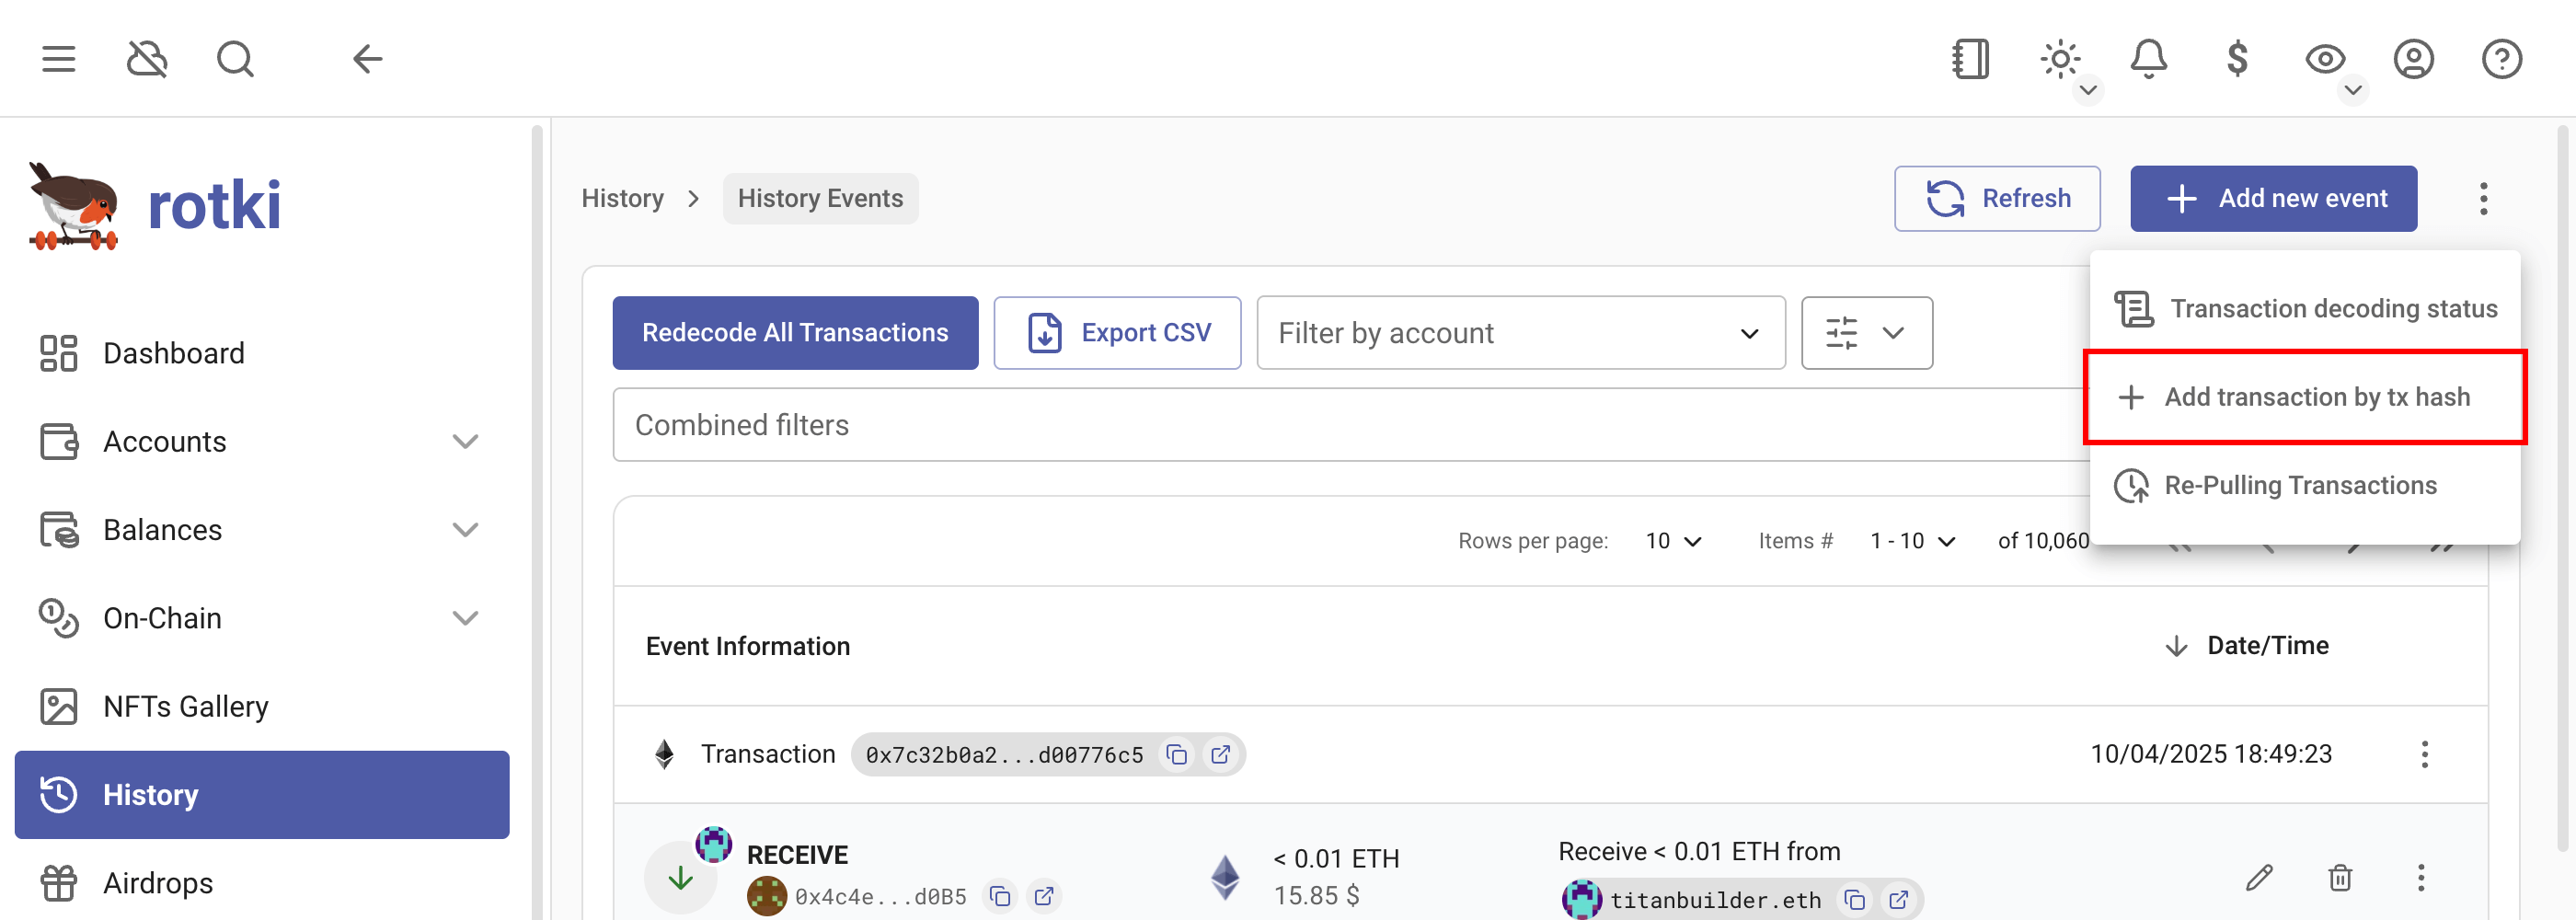 rotki
Dashboard
Accounts
Balances
On-Chain
NFTs Gallery
History
Airdrops
History > History Events
Refresh
Add new event
Transaction decoding status
Add transaction by tx hash
Re-Pulling Transactions
Redecode All Transactions
Export CSV
Filter by account
Combined filters
Rows per page: 10 Items # 1 - 10 of 10,060
Event Information Date/Time
Transaction 0x7c32b0a2...d00776c5 10/04/2025 18:49:23
RECEIVE
0x4c4e...d0B5
< 0.01 ETH
15.85 $
Receive < 0.01 ETH from
titanbuilder.eth